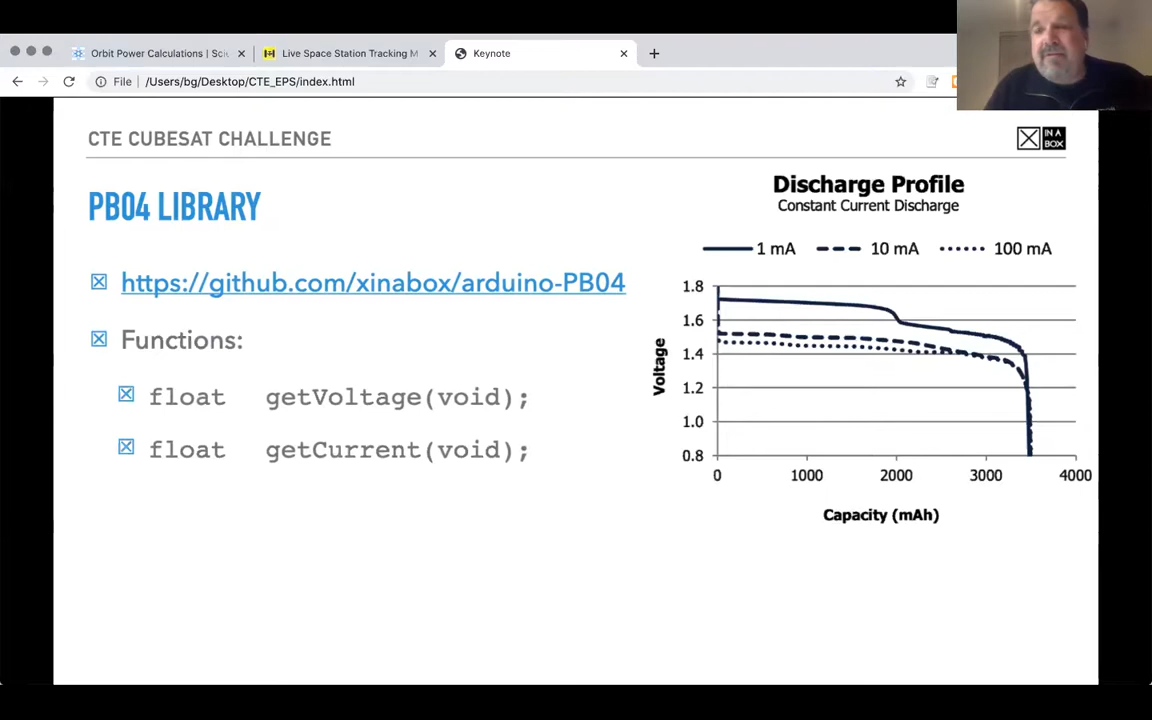 Orbit Power Calculations | Sci
Live Space Station Tracking M
Keynote
File
/Users/bg/Desktop/CTE_EPS/index.html
CTE CUBESAT CHALLENGE
IN A
BOX
PB04 LIBRARY
https://github.com/xinabox/arduino-PB04
Functions:
float getVoltage(void);
float getCurrent(void);
Discharge Profile
Constant Current Discharge
1 mA 10 mA 100 mA
Voltage
1.8
1.6
1.4
1.2
1.0
0.8
0 1000 2000 3000 4000
Capacity (mAh)